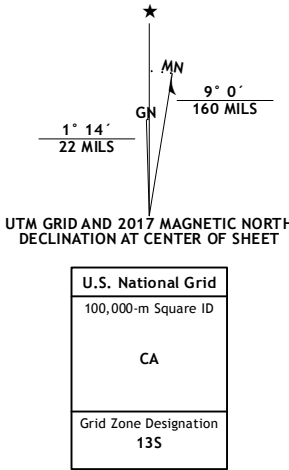 ★
MN
9° 0´
160 MILS
GN
1° 14´
22 MILS
UTM GRID AND 2017 MAGNETIC NORTH
DECLINATION AT CENTER OF SHEET
U.S. National Grid
100,000-m Square ID
CA
Grid Zone Designation
13S